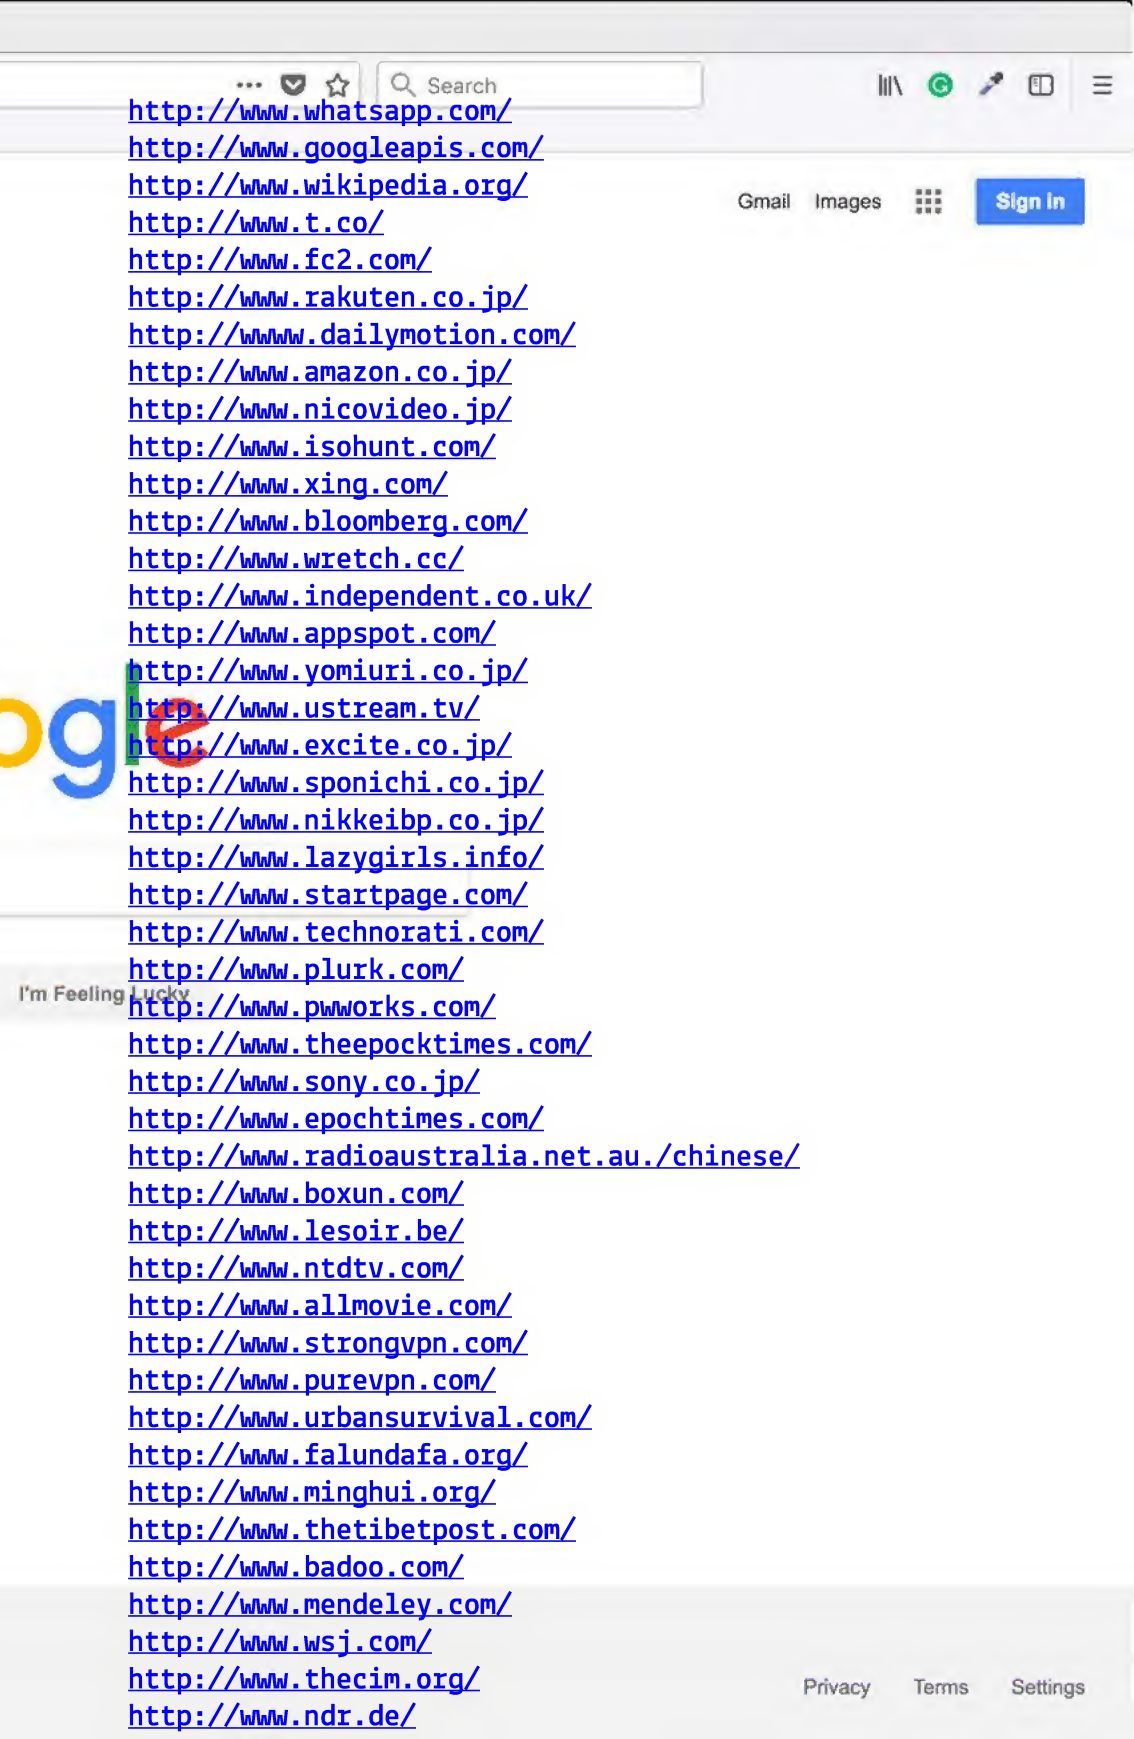 Search
http://www.whatsapp.com/
http://www.googleapis.com/
http://www.wikipedia.org/
Gmail Images Sign in
http://www.t.co/
http://www.fc2.com/
http://www.rakuten.co.jp/
http://wwww.dailymotion.com/
http://www.amazon.co.jp/
http://www.nicovideo.jp/
http://www.isohunt.com/
http://www.xing.com/
http://www.bloomberg.com/
http://www.wretch.cc/
http://www.independent.co.uk/
http://www.appspot.com/
http://www.yomiuri.co.jp/
ogle
http://www.ustream.tv/
http://www.excite.co.jp/
http://www.sponichi.co.jp/
http://www.nikkeibp.co.jp/
http://www.lazygirls.info/
http://www.startpage.com/
http://www.technorati.com/
http://www.plurk.com/
I'm Feeling Lucky
http://www.pwworks.com/
http://www.theepocktimes.com/
http://www.sony.co.jp/
http://www.epochtimes.com/
http://www.radioaustralia.net.au./chinese/
http://www.boxun.com/
http://www.lesoir.be/
http://www.ntdtv.com/
http://www.allmovie.com/
http://www.strongvpn.com/
http://www.purevpn.com/
http://www.urbansurvival.com/
http://www.falundafa.org/
http://www.minghui.org/
http://www.thetibetpost.com/
http://www.badoo.com/
http://www.mendeley.com/
http://www.wsj.com/
http://www.thecim.org/
Privacy Terms Settings
http://www.ndr.de/